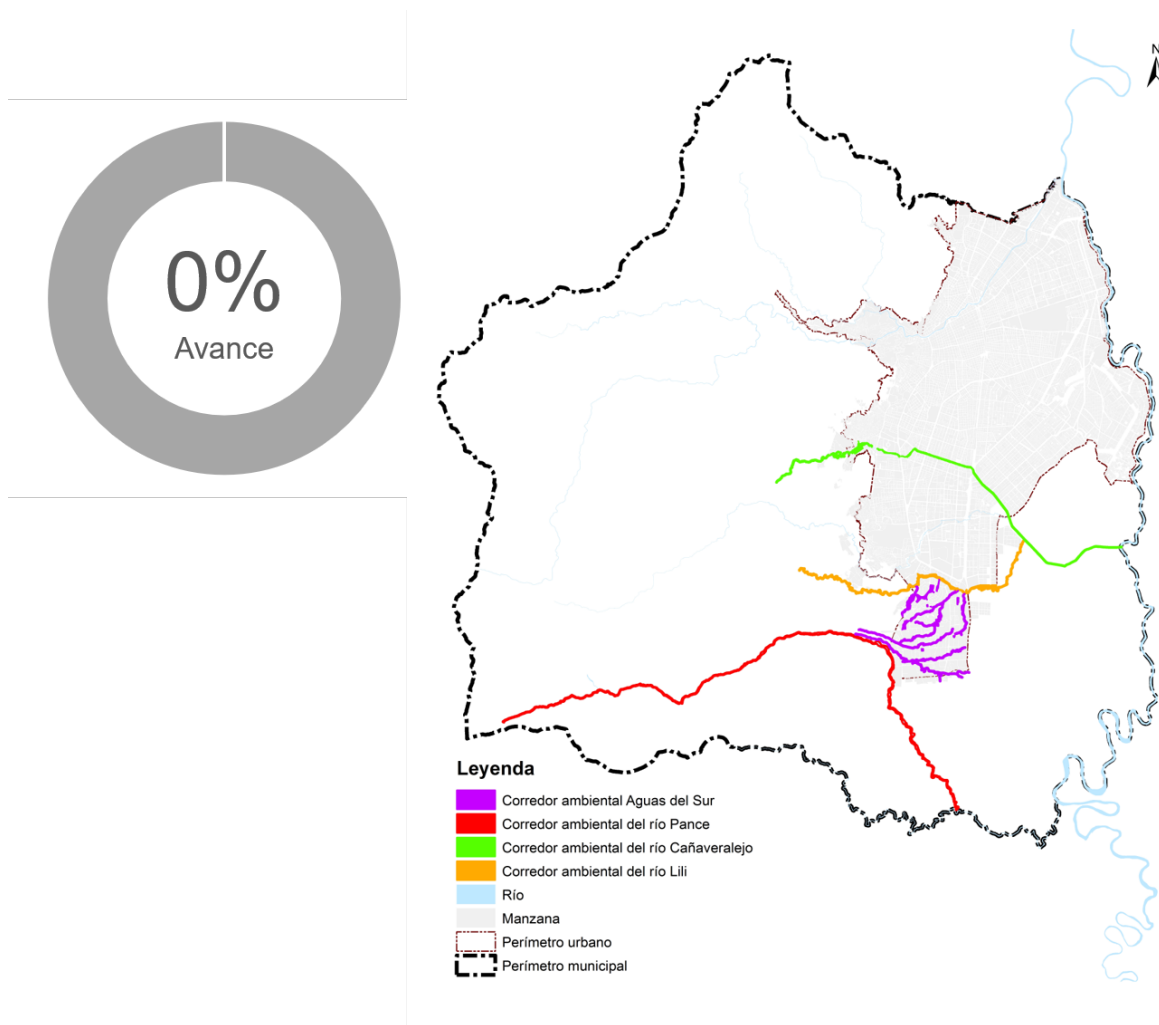 0%
Avance
N
Leyenda
Corredor ambiental Aguas del Sur
Corredor ambiental del río Pance
Corredor ambiental del río Cañaveralejo
Corredor ambiental del río Lili
Río
Manzana
Perímetro urbano
Perímetro municipal